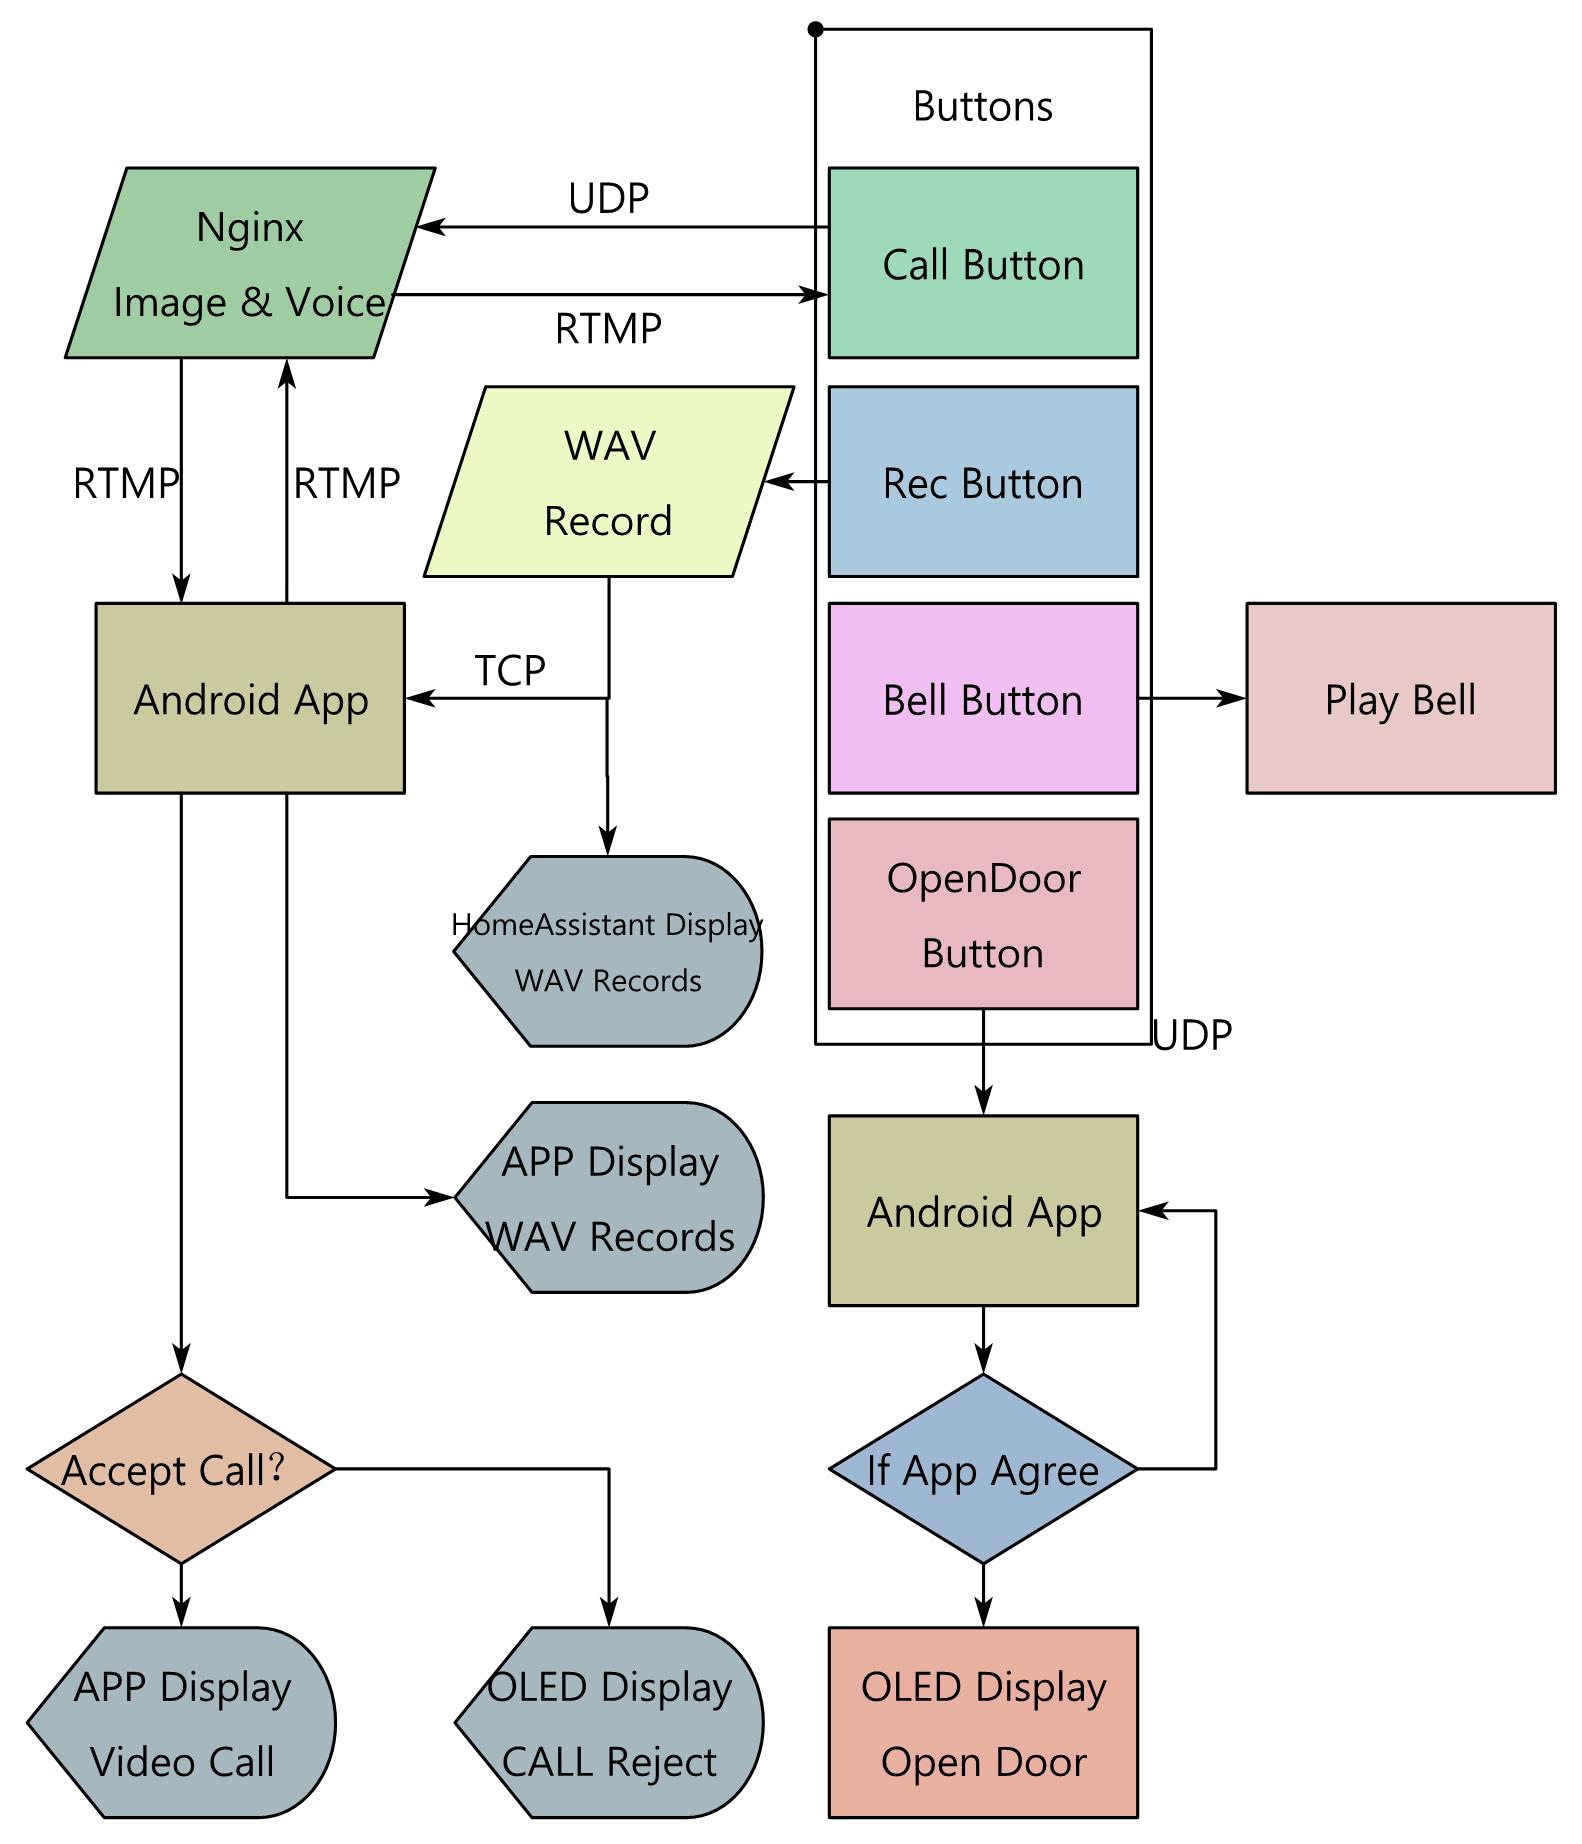 Buttons
UDP
Nginx
Image & Voice
Call Button
RTMP
WAV
Record
Rec Button
RTMP
RTMP
TCP
Android App
Bell Button
Play Bell
OpenDoor
Button
HomeAssistant Display
WAV Records
UDP
APP Display
WAV Records
Android App
Accept Call?
If App Agree
APP Display
Video Call
OLED Display
CALL Reject
OLED Display
Open Door